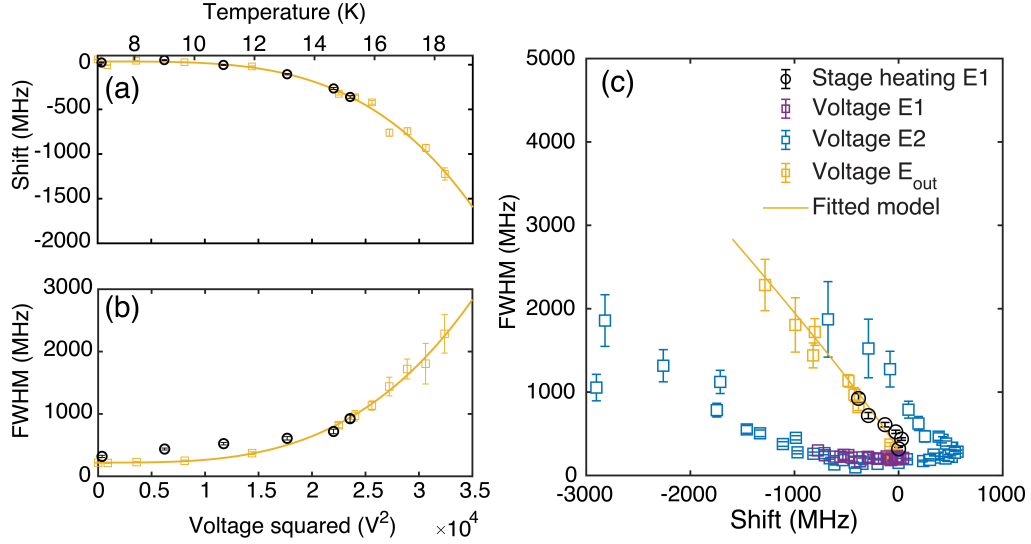 Temperature (K)
8 10 12 14 16 18
0
-500
-1000
-1500
-2000
Shift (MHz)
(a)
3000
2000
1000
0
FWHM (MHz)
(b)
0 0.5 1 1.5 2 2.5 3 3.5
Voltage squared (V²) ×10⁴
5000
4000
3000
2000
1000
0
FWHM (MHz)
(c)
Stage heating E1
Voltage E1
Voltage E2
Voltage E_out
Fitted model
-3000 -2000 -1000 0 1000
Shift (MHz)